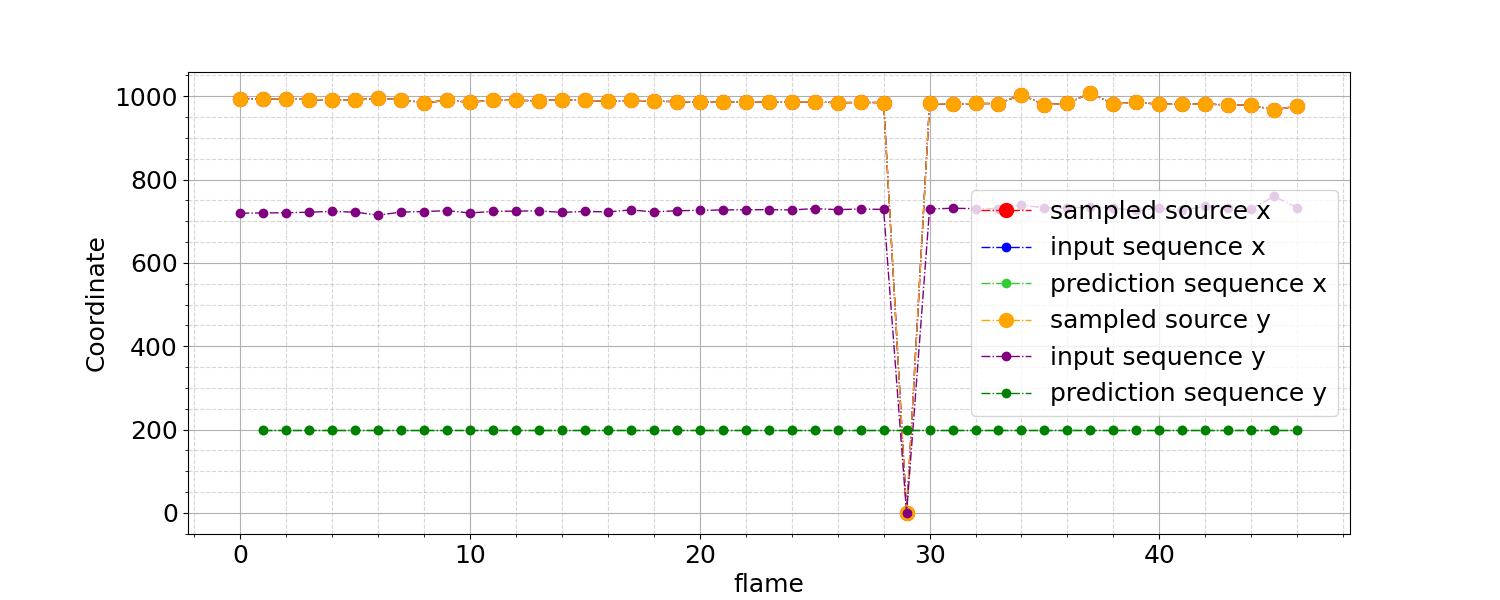 1000
800
600
400
200
0
Coordinate
sampled source x
input sequence x
prediction sequence x
sampled source y
input sequence y
prediction sequence y
0 10 20 30 40
flame